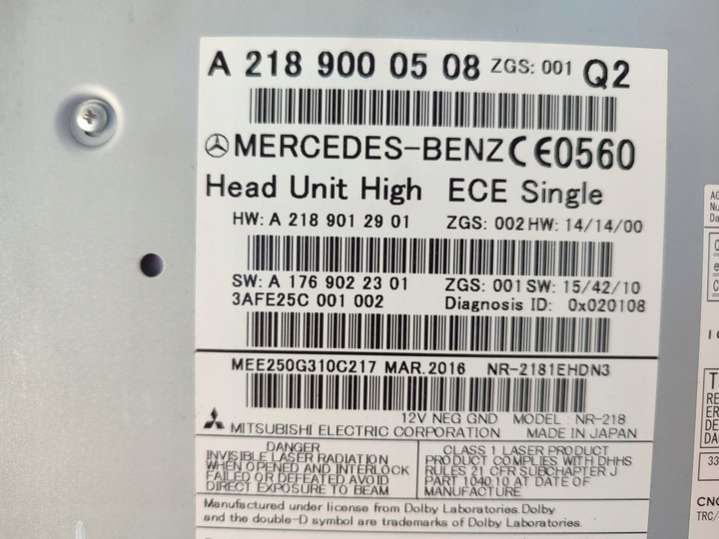 A 218 900 05 08 ZGS: 001 Q2
MERCEDES-BENZ CE0560
Head Unit High ECE Single
HW: A 218 901 29 01 ZGS: 002 HW: 14/14/00
SW: A 176 902 23 01 ZGS: 001 SW: 15/42/10
3AFE25C 001 002 Diagnosis ID: 0x020108
MEE250G310C217 MAR.2016 NR-2181EHDN3
12V NEG GND MODEL NR-218
MITSUBISHI ELECTRIC CORPORATION MADE IN JAPAN
DANGER
INVISIBLE LASER RADIATION
WHEN OPENED AND INTERLOCK
FAILED OR DEFEATED AVOID
DIRECT EXPOSURE TO BEAM
CLASS 1 LASER PRODUCT
PRODUCT COMPLIES WITH DHHS
RULES 21 CFR SUBCHAPTER J
PART 1040.10 AT DATE OF
MANUFACTURE
Manufactured under license from Dolby Laboratories. Dolby
and the double-D symbol are trademarks of Dolby Laboratories.
33
CNC
TRC/